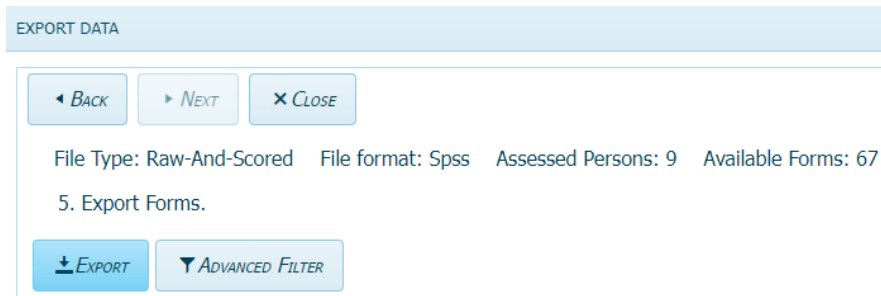 EXPORT DATA
BACK NEXT CLOSE
File Type: Raw-And-Scored File format: Spss Assessed Persons: 9 Available Forms: 67
5. Export Forms.
EXPORT ADVANCED FILTER